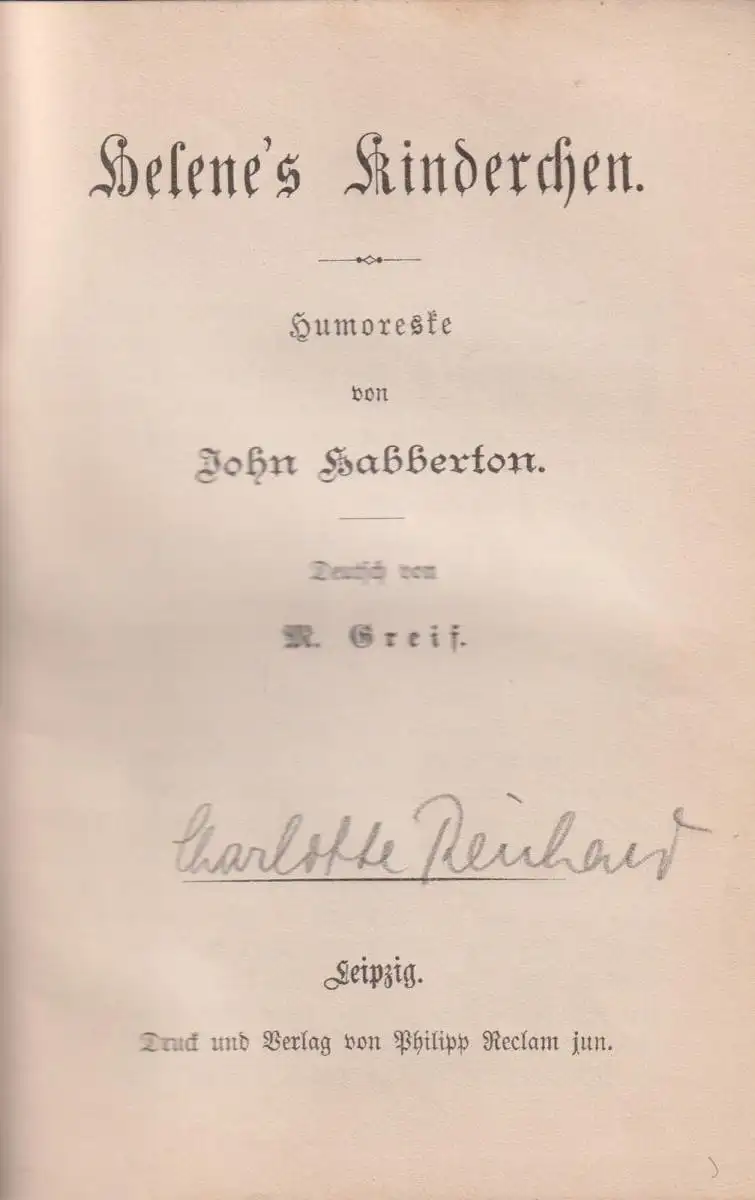 Helene's Kinderchen.
Humoreske
von
John Habberton.
Deutsch von
M. Greif.
Charlotte Reinhard
Leipzig.
Druck und Verlag von Philipp Reclam jun.